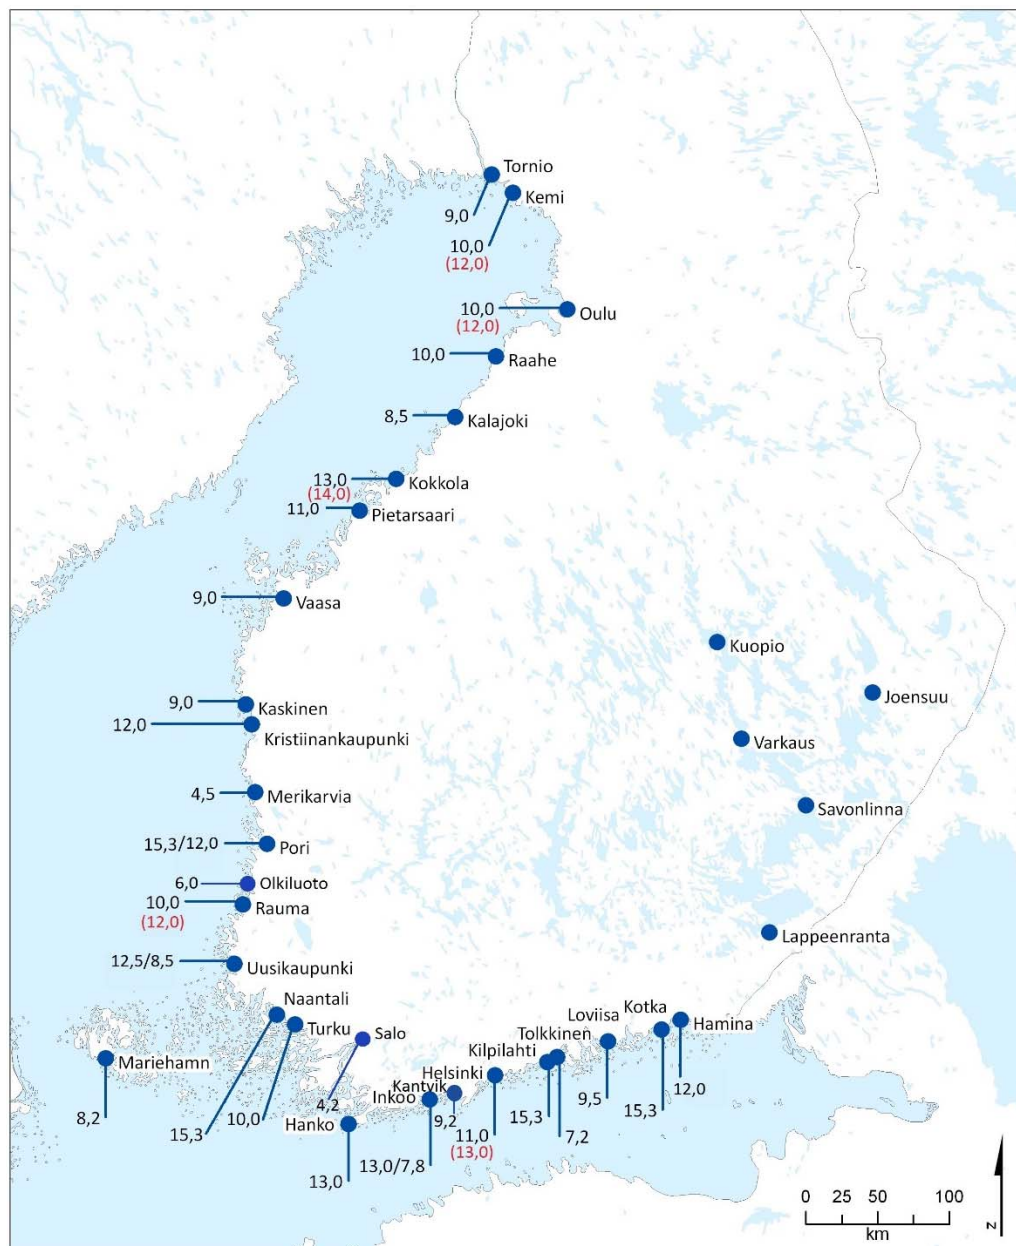 Tornio
Kemi
9,0
10,0
(12,0)
10,0
(12,0)
Oulu
10,0
Raahe
8,5
Kalajoki
13,0
(14,0)
Kokkola
11,0
Pietarsaari
9,0
Vaasa
Kuopio
Joensuu
9,0
Kaskinen
12,0
Kristiinankaupunki
Varkaus
4,5
Merikarvia
Savonlinna
15,3/12,0
Pori
6,0
Olkiluoto
10,0
(12,0)
Rauma
Lappeenranta
12,5/8,5
Uusikaupunki
Naantali
Turku
Salo
Loviisa
Kotka
Hamina
Tolkkinen
Kilpilahti
Helsinki
Kantvik
Inkoo
Mariehamn
Hanko
8,2
15,3
10,0
4,2
13,0
13,0/7,8
9,2
11,0
(13,0)
15,3
7,2
9,5
15,3
12,0
0 25 50 100
km
N